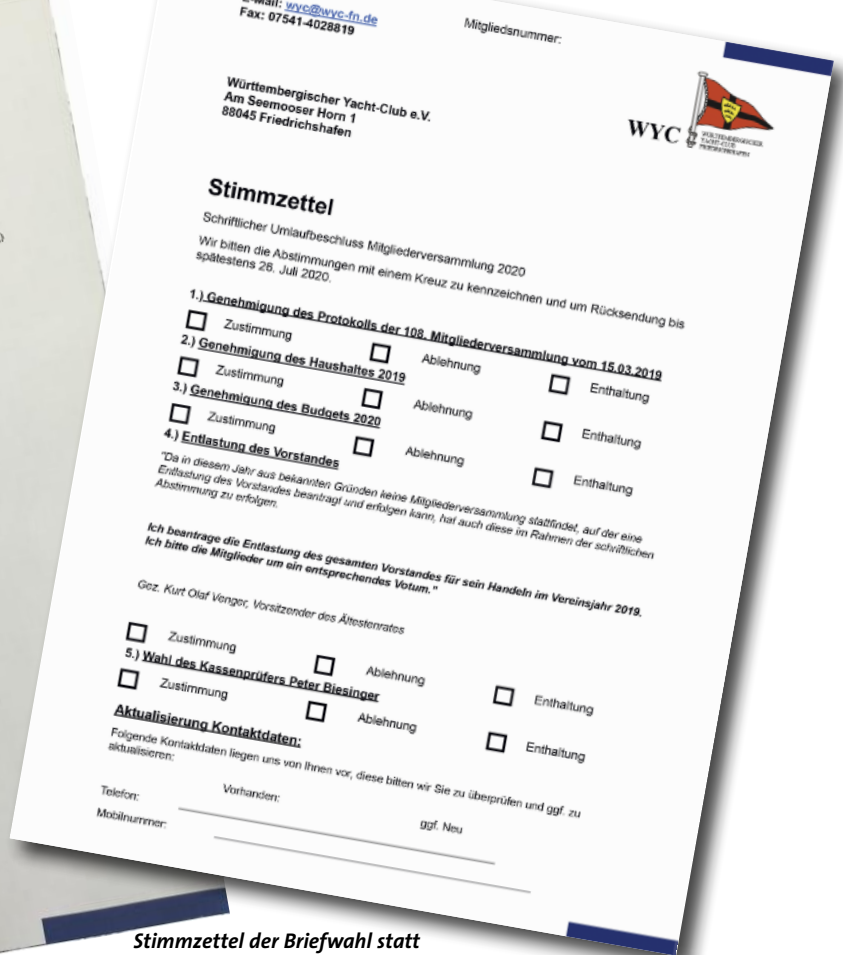 E-Mail: wyc@wyc-fn.de
Fax: 07541-4028819
Mitgliedsnummer:
Württembergischer Yacht-Club e.V.
Am Seemooser Horn 1
88045 Friedrichshafen
WYC
WÜRTTEMBERGISCHER
YACHT-CLUB
FRIEDRICHSHAFEN
Stimmzettel
Schriftlicher Umlaufbeschluss Mitgliederversammlung 2020
Wir bitten die Abstimmungen mit einem Kreuz zu kennzeichnen und um Rücksendung bis
spätestens 26. Juli 2020.
1.) Genehmigung des Protokolls der 108. Mitgliederversammlung vom 15.03.2019
Zustimmung Ablehnung Enthaltung
2.) Genehmigung des Haushaltes 2019
Zustimmung Ablehnung Enthaltung
3.) Genehmigung des Budgets 2020
Zustimmung Ablehnung Enthaltung
4.) Entlastung des Vorstandes
"Da in diesem Jahr aus bekannten Gründen keine Mitgliederversammlung stattfindet, auf der eine
Entlastung des Vorstandes beantragt und erfolgen kann, hat auch diese im Rahmen der schriftlichen
Abstimmung zu erfolgen.
Ich beantrage die Entlastung des gesamten Vorstandes für sein Handeln im Vereinsjahr 2019.
Ich bitte die Mitglieder um ein entsprechendes Votum."
Gez. Kurt Olaf Venger, Vorsitzender des Ältestenrates
Zustimmung Ablehnung Enthaltung
5.) Wahl des Kassenprüfers Peter Biesinger
Zustimmung Ablehnung Enthaltung
Aktualisierung Kontaktdaten:
Folgende Kontaktdaten liegen uns von Ihnen vor, diese bitten wir Sie zu überprüfen und ggf. zu
aktualisieren:
Vorhanden: ggf. Neu
Telefon:
Mobilnummer:
Stimmzettel der Briefwahl statt